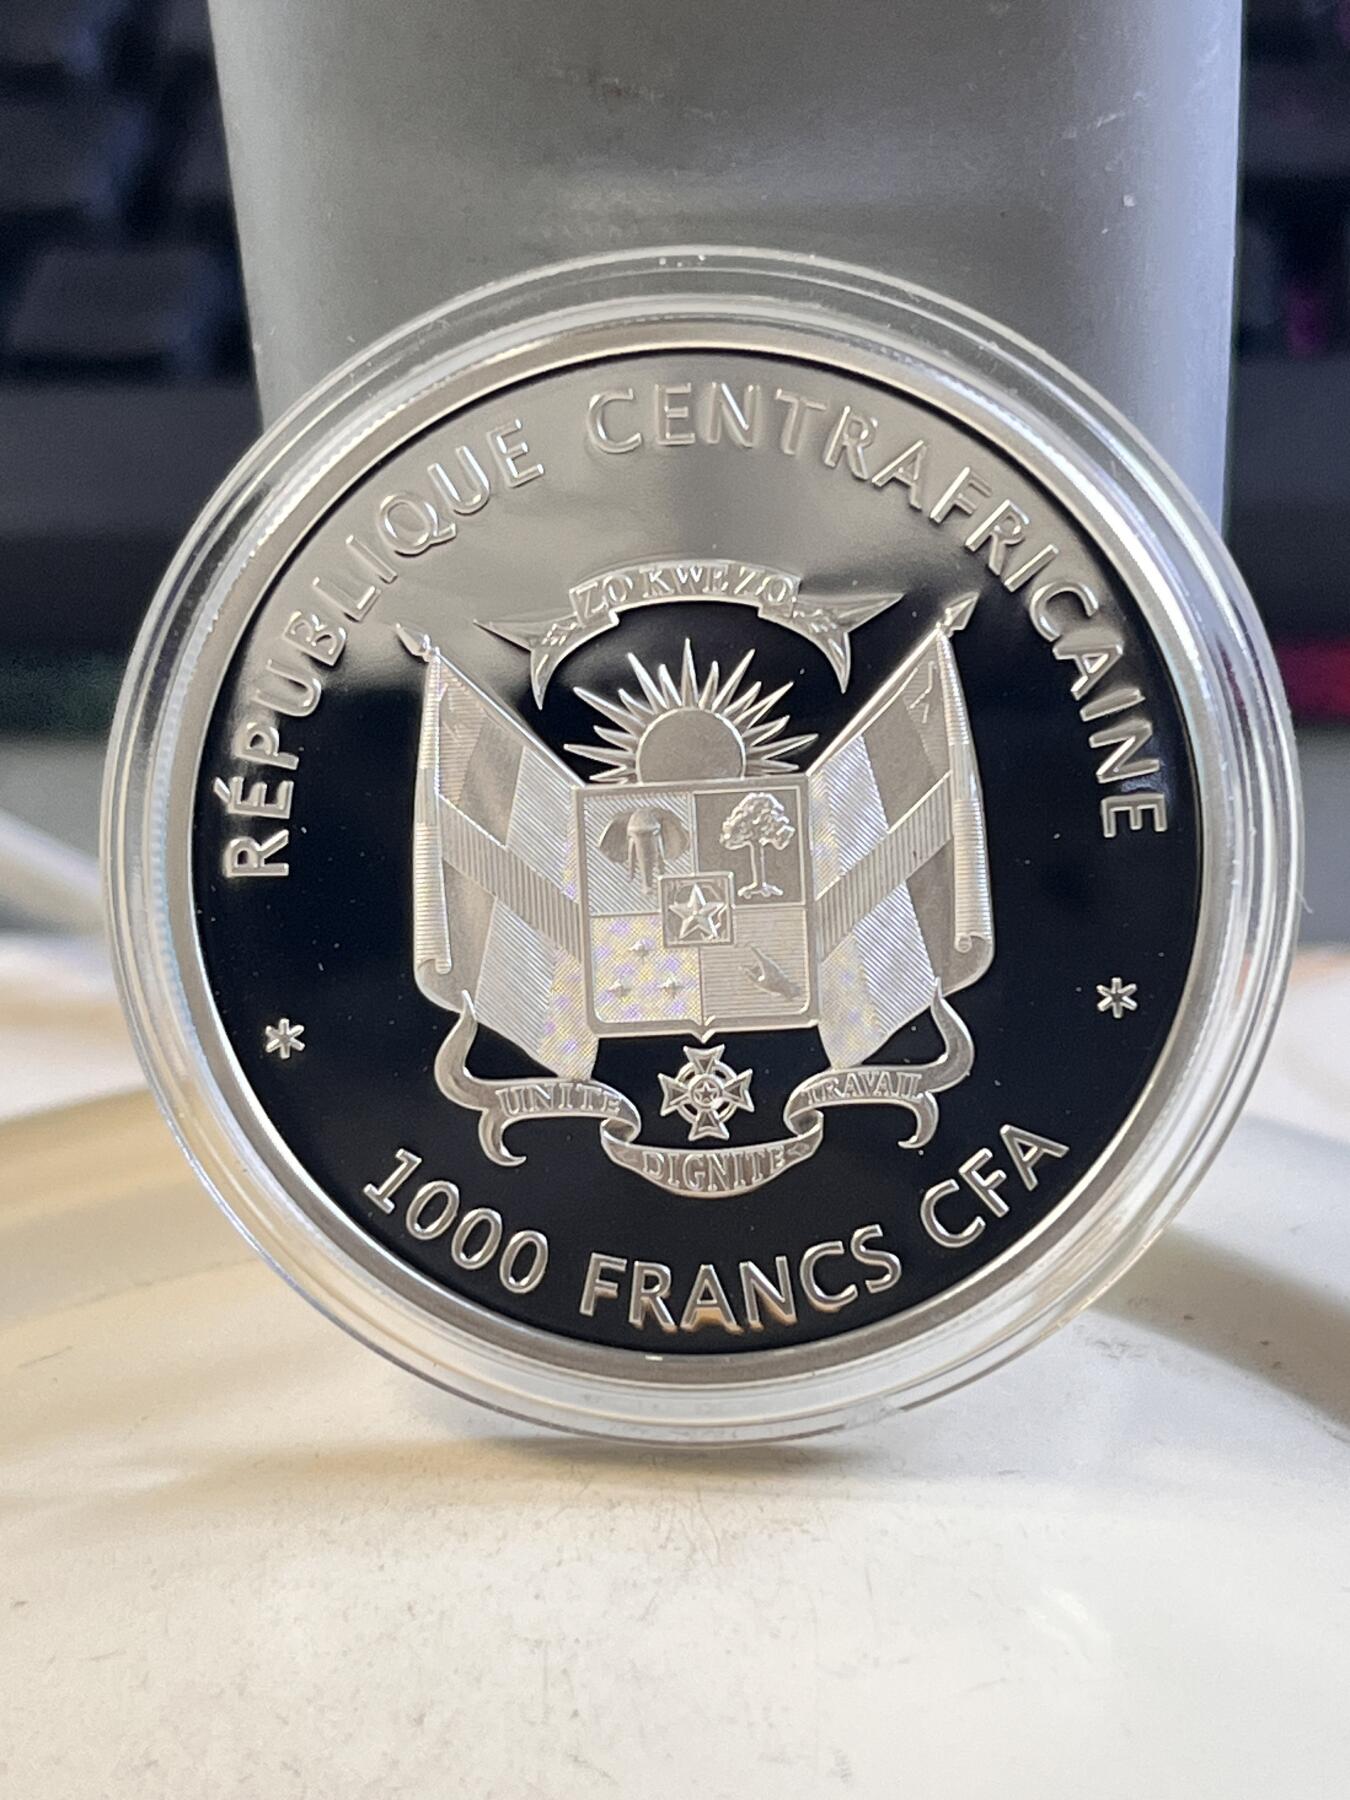 RÉPUBLIQUE CENTRAFRICAINE
ZO KWE ZO
UNITE
DIGNITE
TRAVAIL
1000 FRANCS CFA